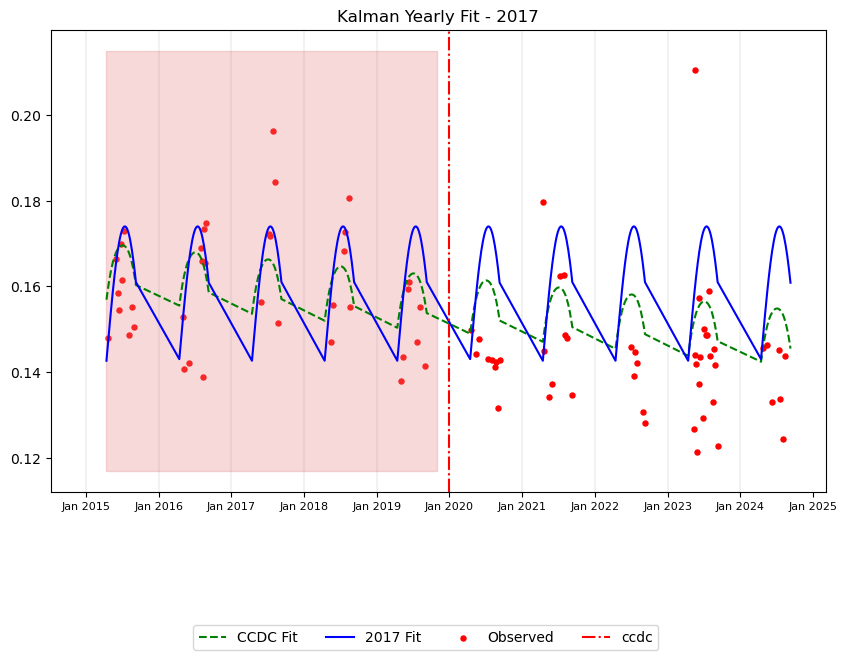 Kalman Yearly Fit - 2017
0.20
0.18
0.16
0.14
0.12
Jan 2015 Jan 2016 Jan 2017 Jan 2018 Jan 2019 Jan 2020 Jan 2021 Jan 2022 Jan 2023 Jan 2024 Jan 2025
CCDC Fit 2017 Fit Observed ccdc